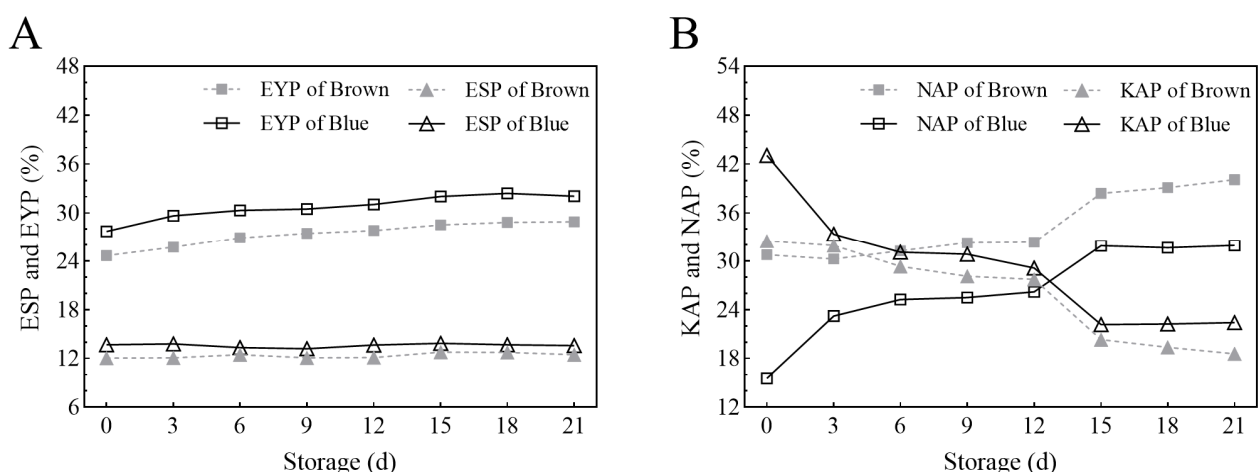 A
ESP and EYP (%)
48
42
36
30
24
18
12
6
EYP of Brown
ESP of Brown
EYP of Blue
ESP of Blue
0 3 6 9 12 15 18 21
Storage (d)
B
KAP and NAP (%)
54
48
42
36
30
24
18
12
NAP of Brown
KAP of Brown
NAP of Blue
KAP of Blue
0 3 6 9 12 15 18 21
Storage (d)